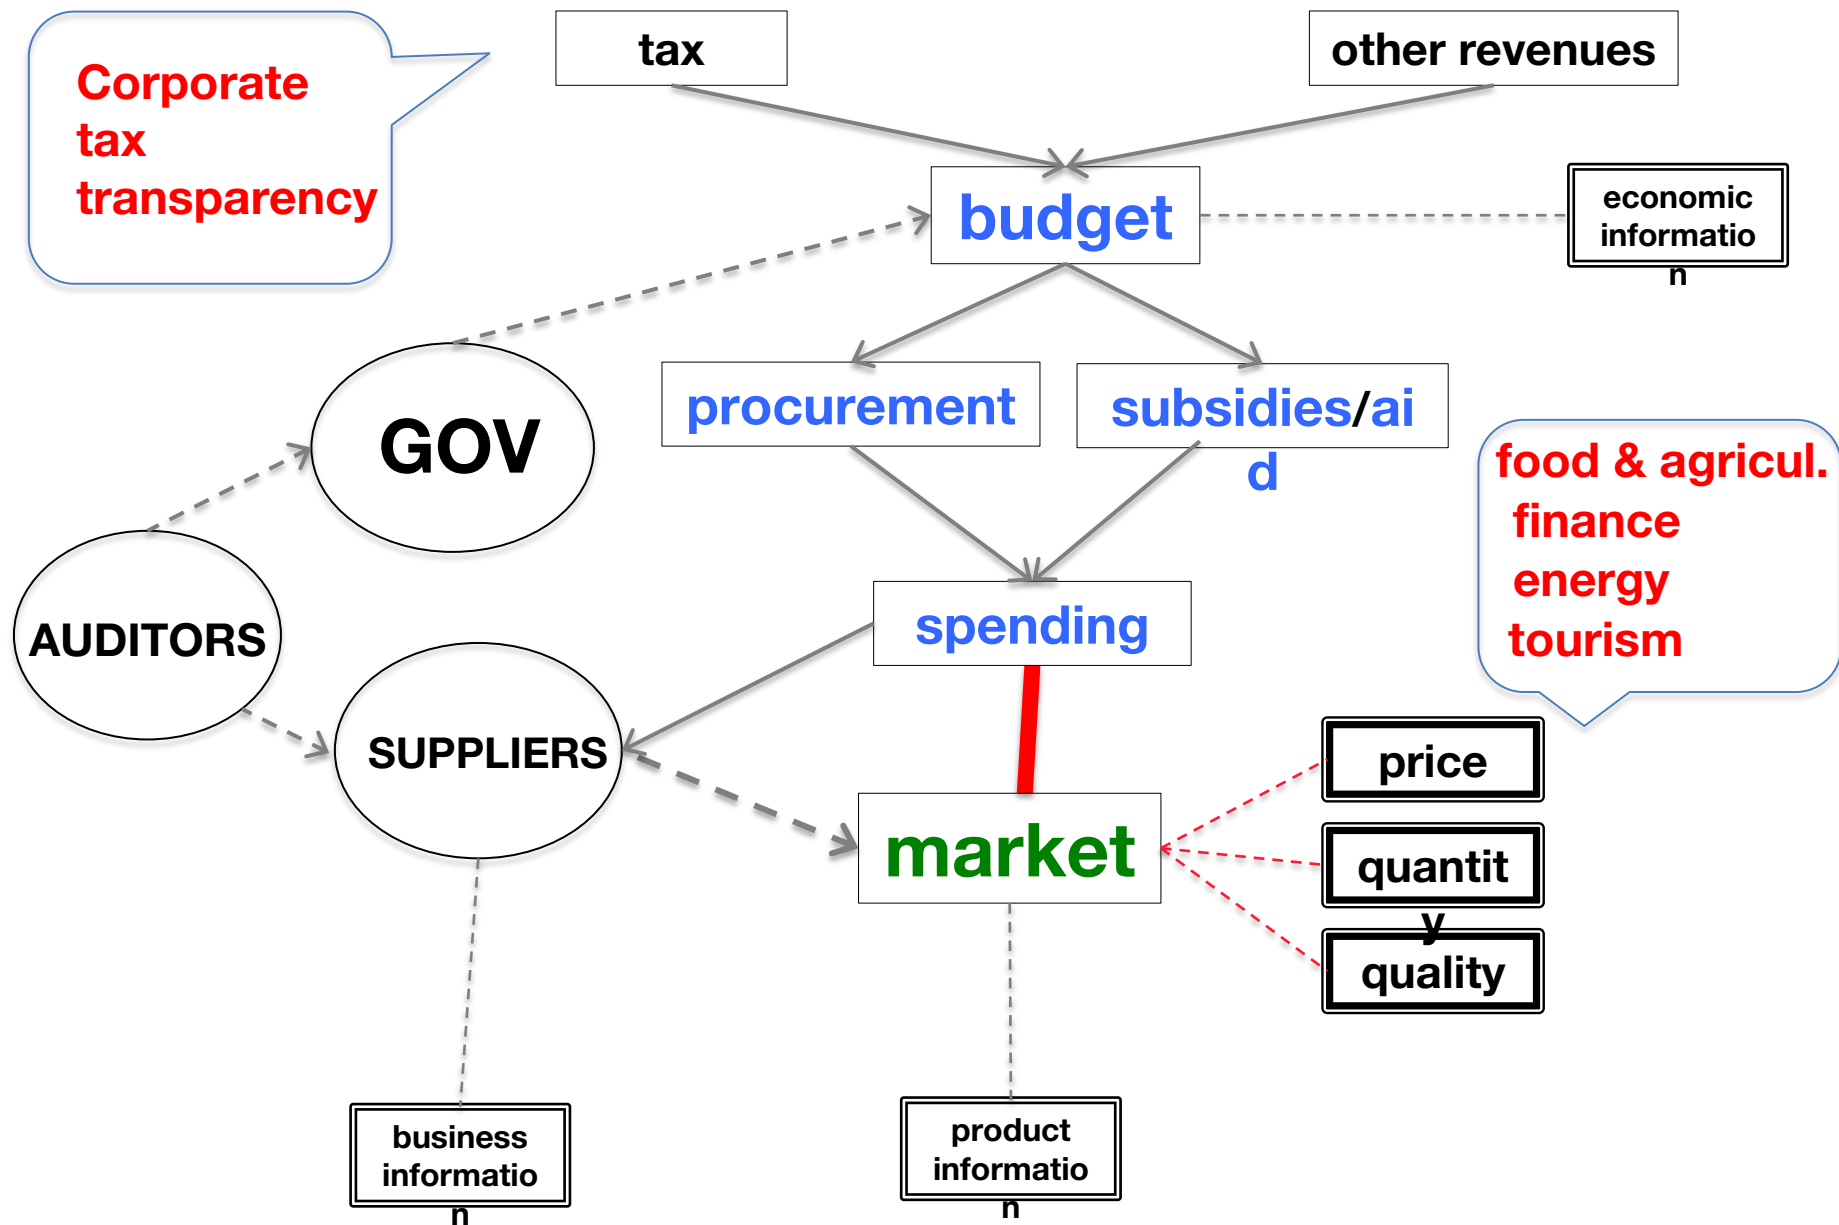 tax
other revenues
Corporate
tax
transparency
budget
economic
informatio
n
GOV
procurement
subsidies/ai
d
food & agricul.
finance
energy
tourism
AUDITORS
spending
SUPPLIERS
price
market
quantit
y
quality
business
informatio
n
product
informatio
n